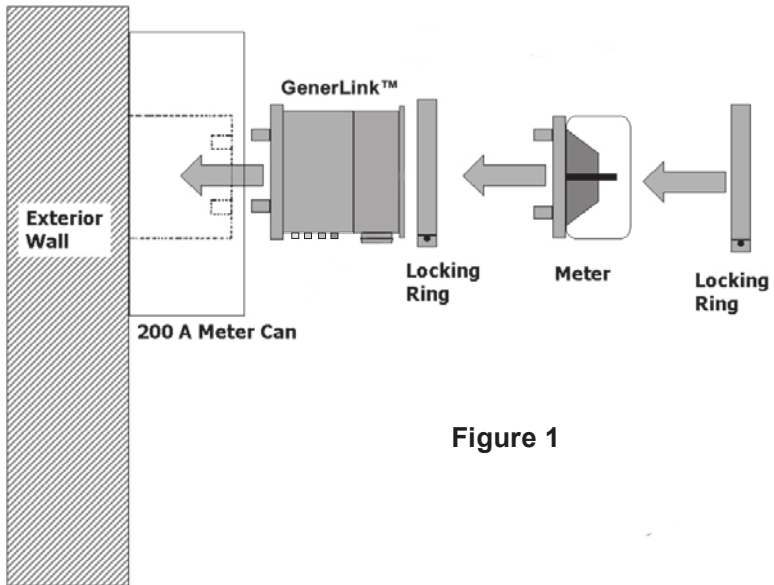 GenerLink™
Exterior
Wall
Locking
Ring
Meter
Locking
Ring
200 A Meter Can
Figure 1